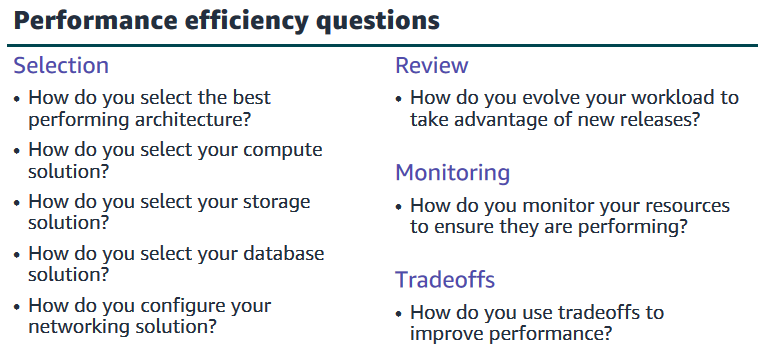 Performance efficiency questions
Selection
• How do you select the best
performing architecture?
• How do you select your compute
solution?
• How do you select your storage
solution?
• How do you select your database
solution?
• How do you configure your
networking solution?
Review
• How do you evolve your workload to
take advantage of new releases?
Monitoring
• How do you monitor your resources
to ensure they are performing?
Tradeoffs
• How do you use tradeoffs to
improve performance?